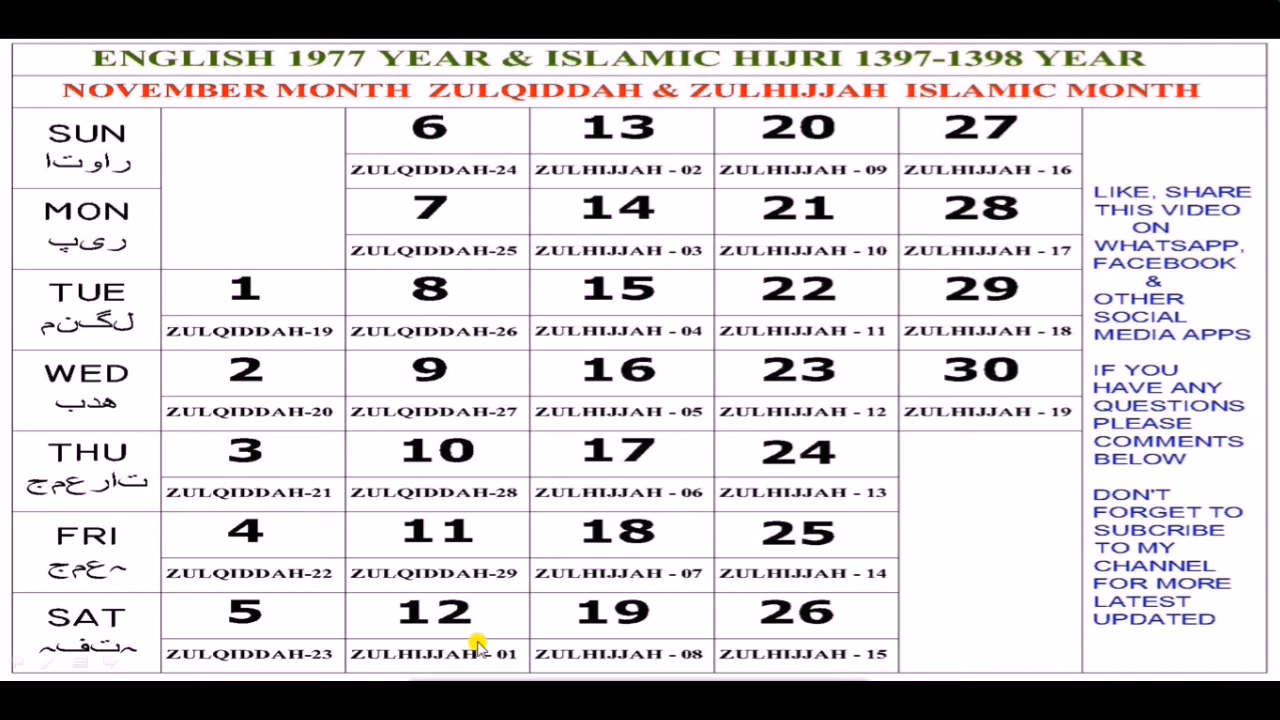 ENGLISH 1977 YEAR & ISLAMIC HIJRI 1397-1398 YEAR
NOVEMBER MONTH ZULQIDDAH & ZULHIJJAH ISLAMIC MONTH
SUN 6 13 20 27
راوتا
ZULQIDDAH-24 ZULHIJJAH - 02 ZULHIJJAH - 09 ZULHIJJAH - 16
MON 7 14 21 28
ریپ
ZULQIDDAH-25 ZULHIJJAH - 03 ZULHIJJAH - 10 ZULHIJJAH - 17
TUE 1 8 15 22 29
لگنم
ZULQIDDAH-19 ZULQIDDAH-26 ZULHIJJAH - 04 ZULHIJJAH - 11 ZULHIJJAH - 18
WED 2 9 16 23 30
ھدب
ZULQIDDAH-20 ZULQIDDAH-27 ZULHIJJAH - 05 ZULHIJJAH - 12 ZULHIJJAH - 19
THU 3 10 17 24
تارعمج
ZULQIDDAH-21 ZULQIDDAH-28 ZULHIJJAH - 06 ZULHIJJAH - 13
FRI 4 11 18 25
ہعمج
ZULQIDDAH-22 ZULQIDDAH-29 ZULHIJJAH - 07 ZULHIJJAH - 14
SAT 5 12 19 26
ہتفہ
ZULQIDDAH-23 ZULHIJJAH - 01 ZULHIJJAH - 08 ZULHIJJAH - 15
LIKE, SHARE
THIS VIDEO
ON
WHATSAPP,
FACEBOOK
&
OTHER
SOCIAL
MEDIA APPS
IF YOU
HAVE ANY
QUESTIONS
PLEASE
COMMENTS
BELOW
DON'T
FORGET TO
SUBCRIBE
TO MY
CHANNEL
FOR MORE
LATEST
UPDATED